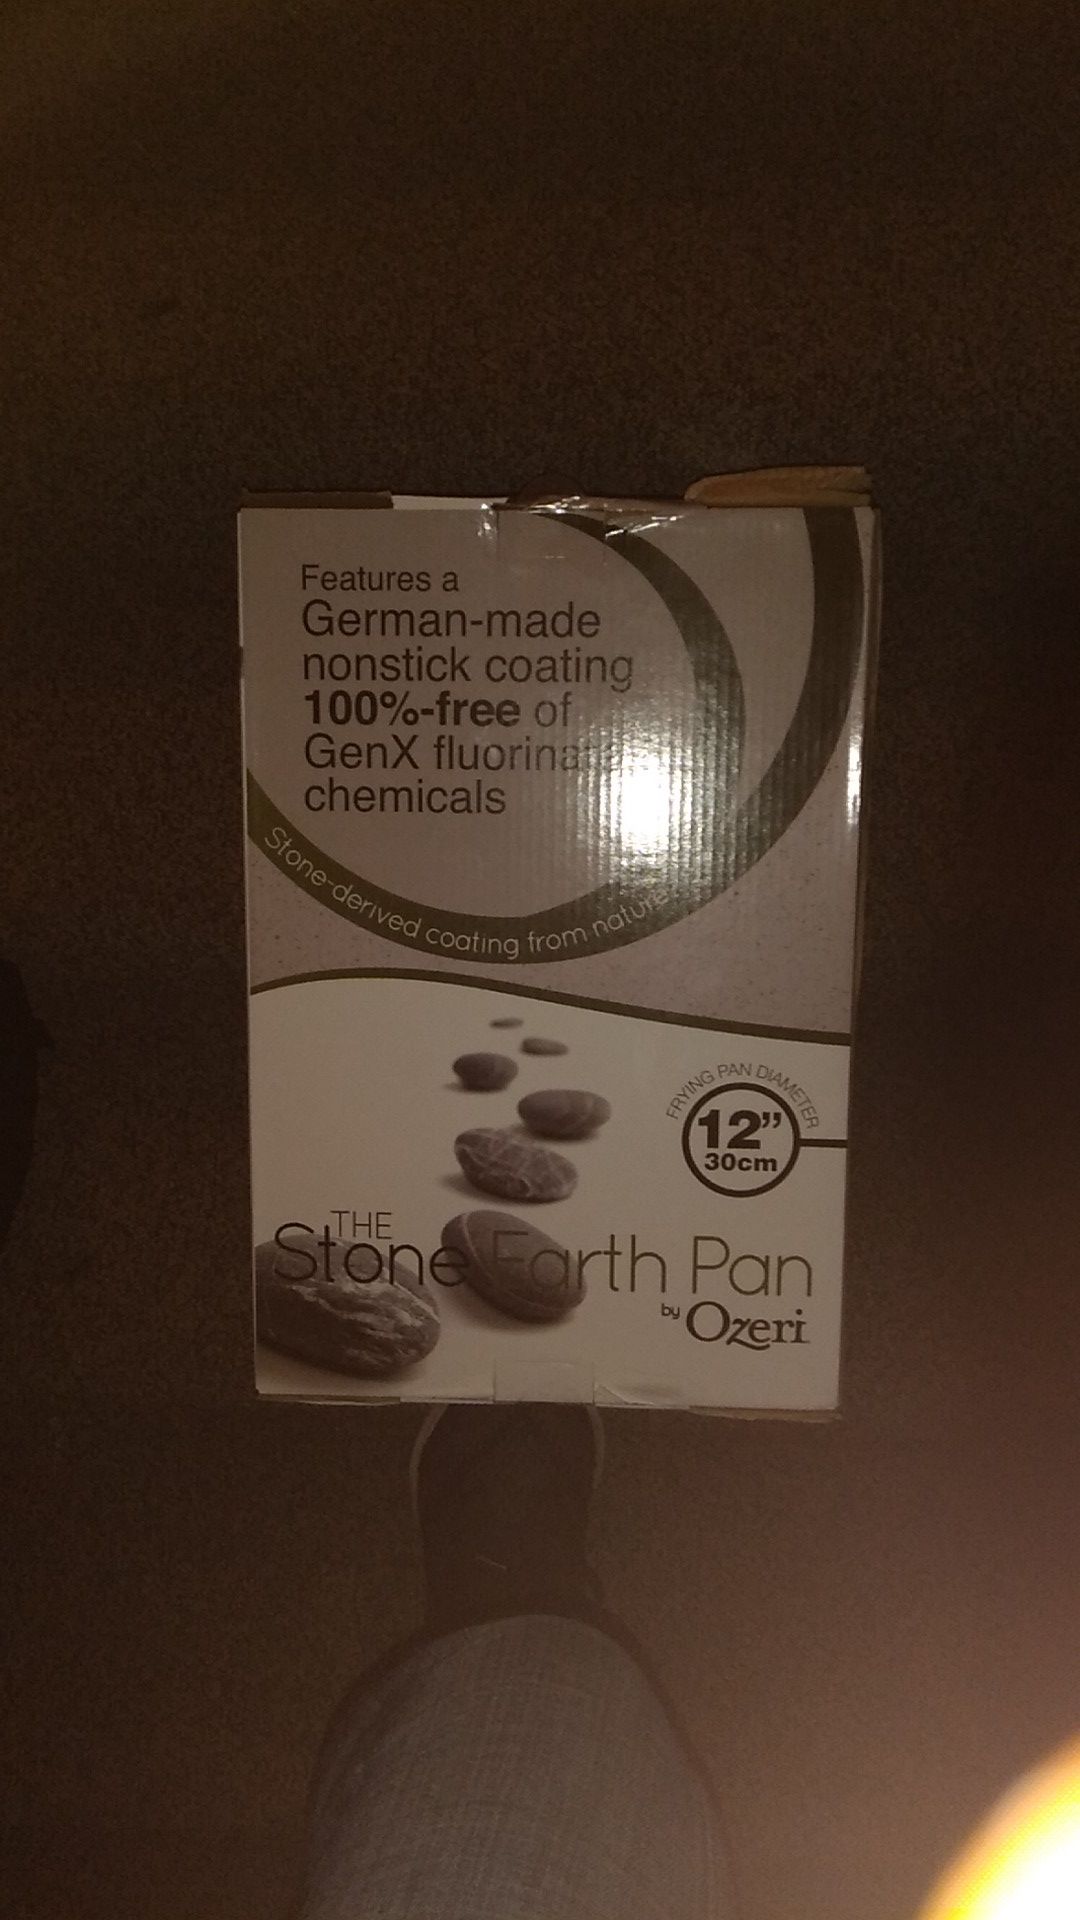 Features a
German-made
nonstick coating
100%-free of
GenX
chemicals
Stone-derived coating from nature
FRYING PAN DIAMETER
12”
30cm
THE
Stone Earth Pan
by Ozeri